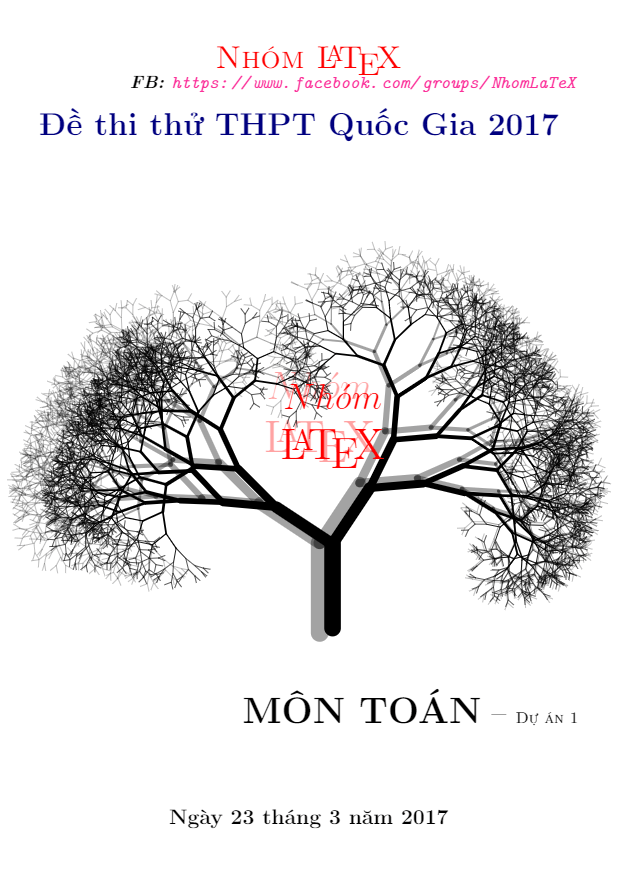 Nhóm LATEX
FB: https://www.facebook.com/groups/NhomLaTeX
Đề thi thử THPT Quốc Gia 2017
Nhóm
LATEX
MÔN TOÁN – Dự án 1
Ngày 23 tháng 3 năm 2017